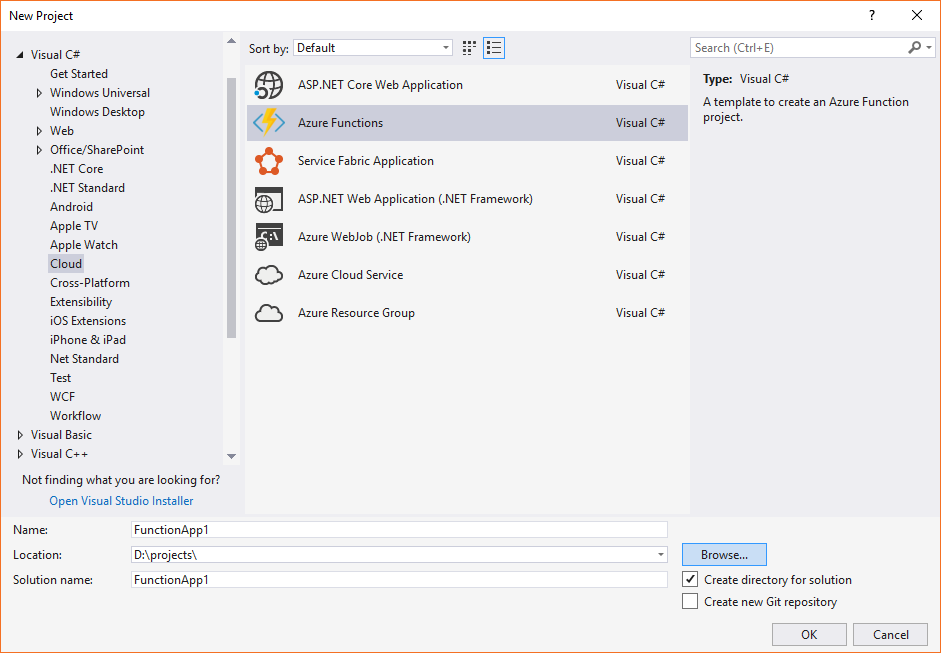 New Project
?
Visual C#
Get Started
Windows Universal
Windows Desktop
Web
Office/SharePoint
.NET Core
.NET Standard
Android
Apple TV
Apple Watch
Cloud
Cross-Platform
Extensibility
iOS Extensions
iPhone & iPad
Net Standard
Test
WCF
Workflow
Visual Basic
Visual C++
Not finding what you are looking for?
Open Visual Studio Installer
Sort by: Default
ASP.NET Core Web Application Visual C#
Azure Functions Visual C#
Service Fabric Application Visual C#
ASP.NET Web Application (.NET Framework) Visual C#
C:\
Azure WebJob (.NET Framework) Visual C#
Azure Cloud Service Visual C#
Azure Resource Group Visual C#
Search (Ctrl+E)
Type: Visual C#
A template to create an Azure Function
project.
Name: FunctionApp1
Location: D:\projects\ Browse...
Solution name: FunctionApp1
Create directory for solution
Create new Git repository
OK Cancel